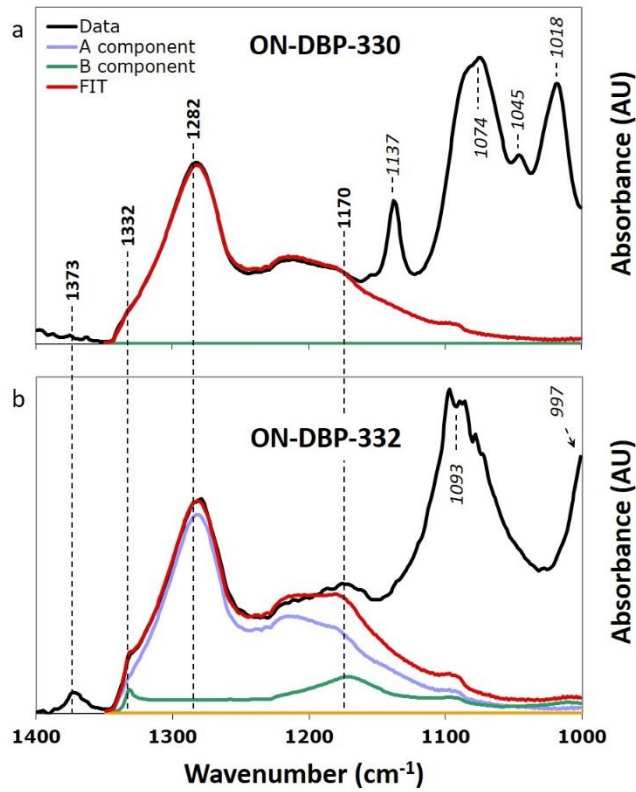 a
Data
A component
B component
FIT
ON-DBP-330
1373
1332
1282
1170
1137
1074
1045
1018
Absorbance (AU)
b
ON-DBP-332
1093
997
Absorbance (AU)
1400
1300
1200
1100
1000
Wavenumber (cm⁻¹)